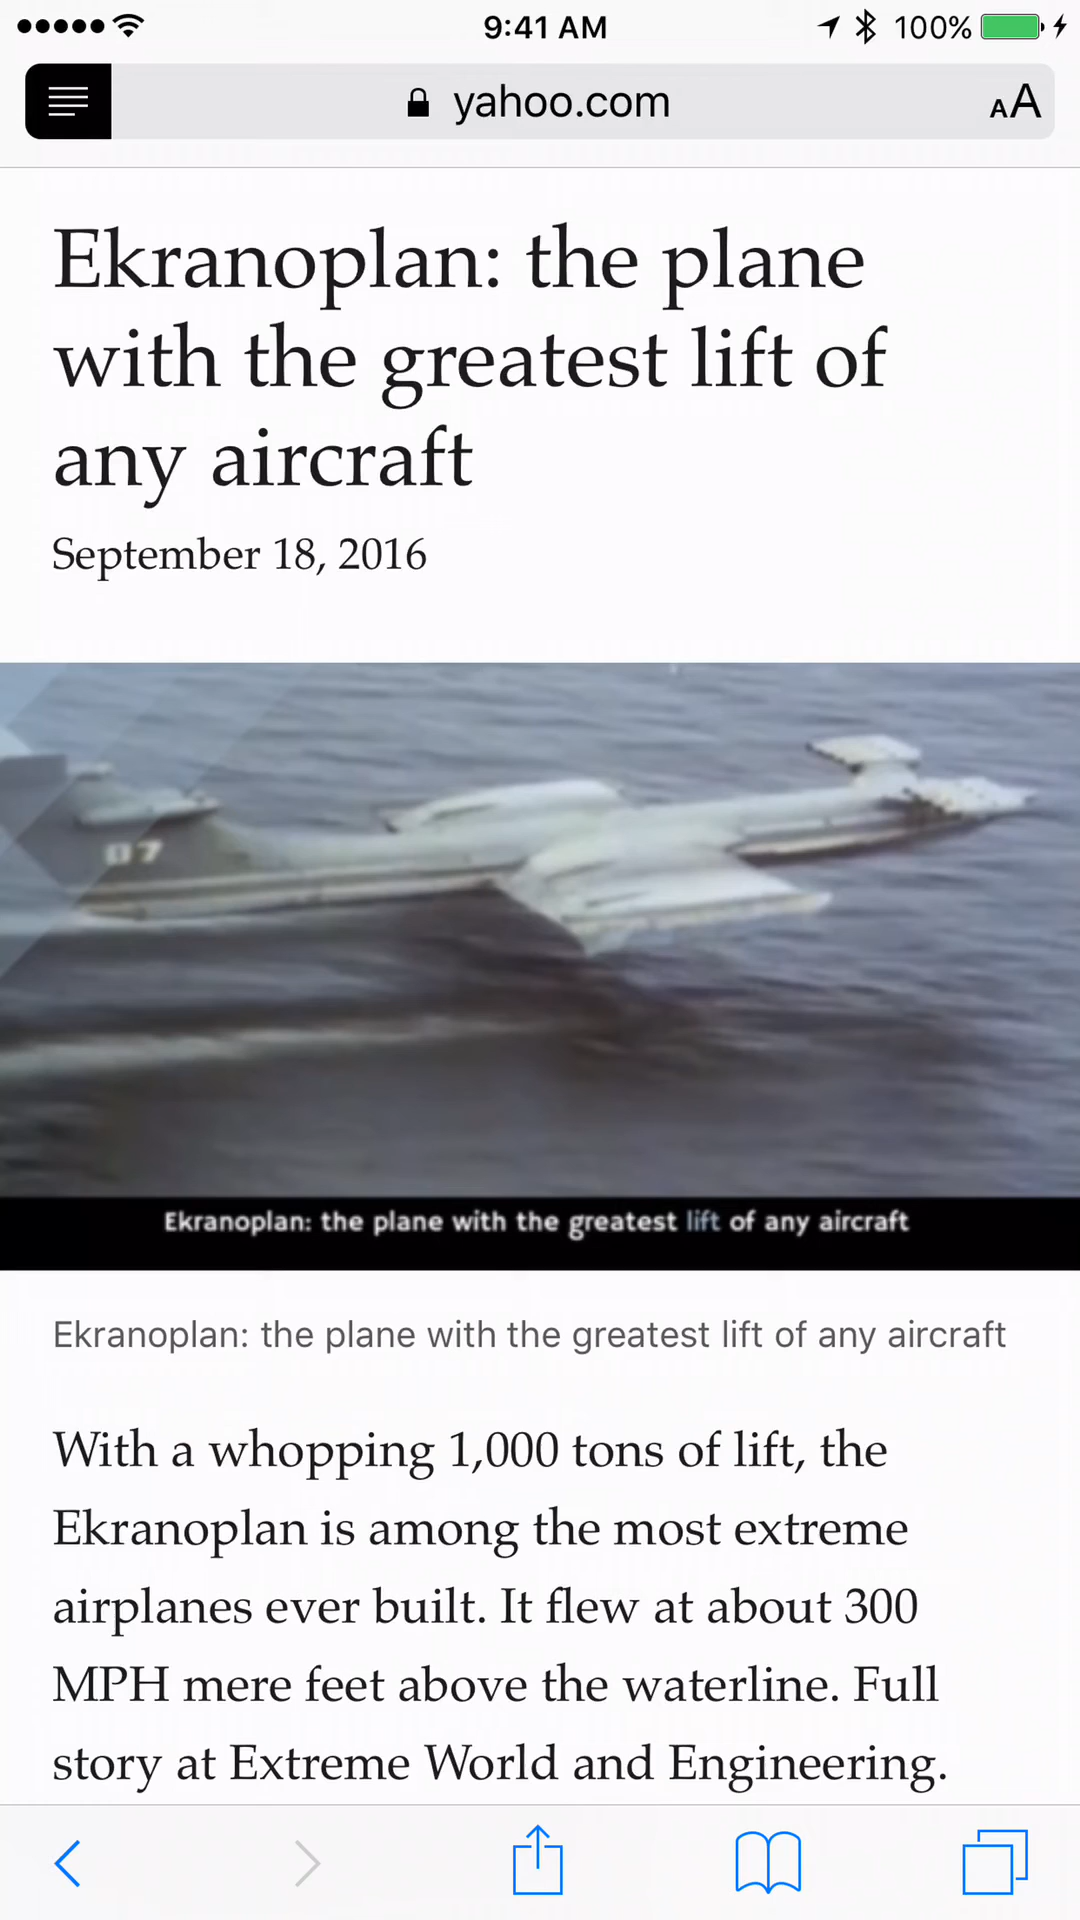 9:41 AM
100%
yahoo.com
AA
Ekranoplan: the plane
with the greatest lift of
any aircraft
September 18, 2016
07
Ekranoplan: the plane with the greatest lift of any aircraft
Ekranoplan: the plane with the greatest lift of any aircraft
With a whopping 1,000 tons of lift, the
Ekranoplan is among the most extreme
airplanes ever built. It flew at about 300
MPH mere feet above the waterline. Full
story at Extreme World and Engineering.